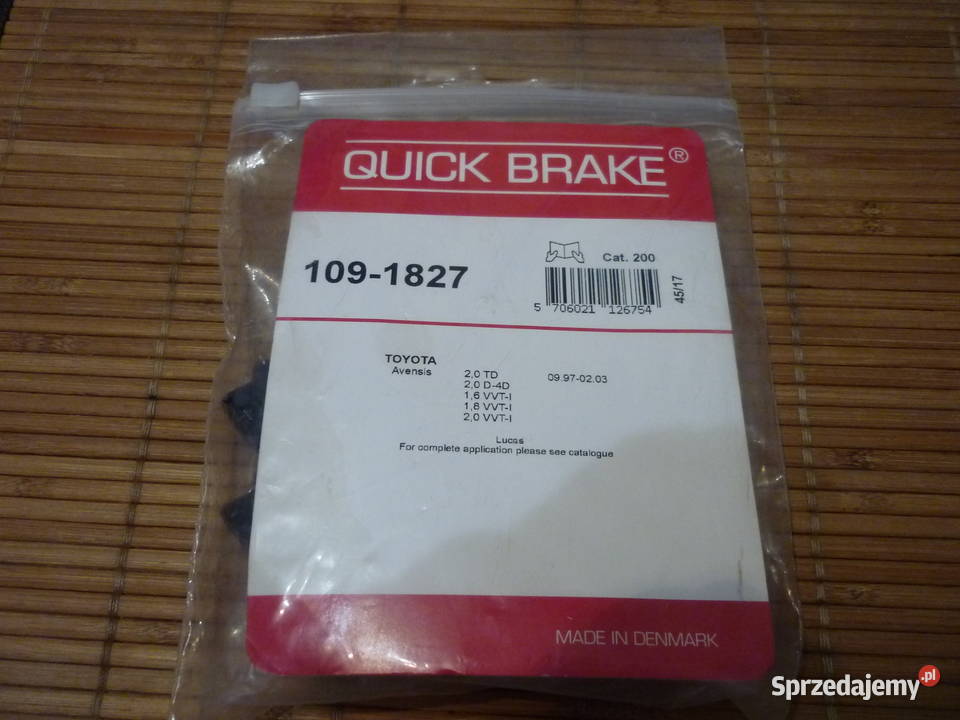 QUICK BRAKE®
109-1827
Cat. 200
45/17
5 706021 126754
TOYOTA
Avensis
2,0 TD 09.97-02.03
2,0 D-4D
1,6 VVT-I
1,8 VVT-I
2,0 VVT-I
Lucas
For complete application please see catalogue
MADE IN DENMARK
Sprzedajemy.pl